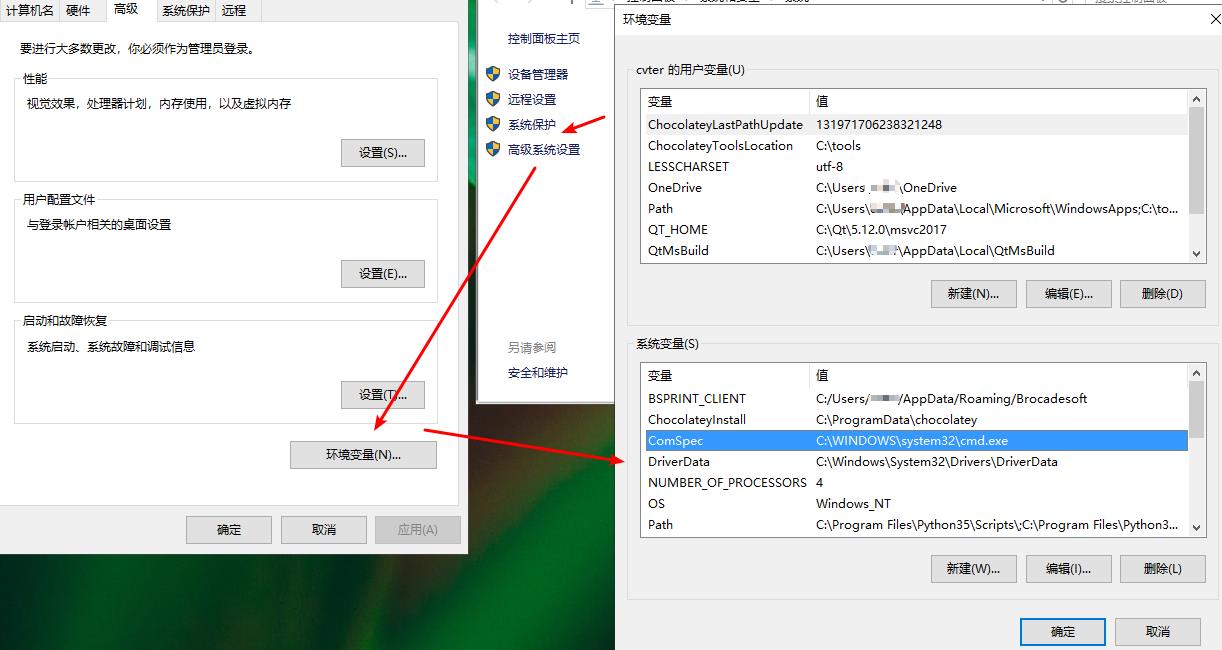 计算机名
硬件
高级
系统保护
远程
要进行大多数更改，你必须作为管理员登录。
性能
视觉效果，处理器计划，内存使用，以及虚拟内存
设置(S)...
用户配置文件
与登录帐户相关的桌面设置
设置(E)...
启动和故障恢复
系统启动、系统故障和调试信息
设置(T)...
环境变量(N)...
确定
取消
应用(A)
控制面板主页
设备管理器
远程设置
系统保护
高级系统设置
另请参阅
安全和维护
环境变量
cvter 的用户变量(U)
变量 值
ChocolateyLastPathUpdate 131971706238321248
ChocolateyToolsLocation C:\tools
LESSCHARSET utf-8
OneDrive C:\Users \OneDrive
Path C:\Users\ AppData\Local\Microsoft\WindowsApps;C:\to...
QT_HOME C:\Qt\5.12.0\msvc2017
QtMsBuild C:\Users\ \AppData\Local\QtMsBuild
新建(N)...
编辑(E)...
删除(D)
系统变量(S)
变量 值
BSPRINT_CLIENT C:/Users/ /AppData/Roaming/Brocadesoft
ChocolateyInstall C:\ProgramData\chocolatey
ComSpec C:\WINDOWS\system32\cmd.exe
DriverData C:\Windows\System32\Drivers\DriverData
NUMBER_OF_PROCESSORS 4
OS Windows_NT
Path C:\Program Files\Python35\Scripts\;C:\Program Files\Python3...
新建(W)...
编辑(I)...
删除(L)
确定
取消